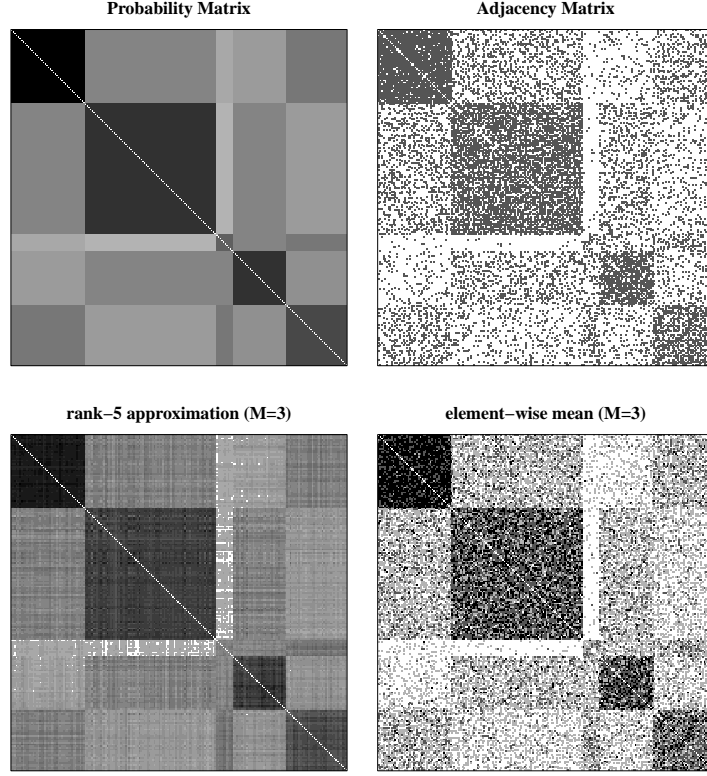 Probability Matrix
Adjacency Matrix
rank−5 approximation (M=3)
element−wise mean (M=3)